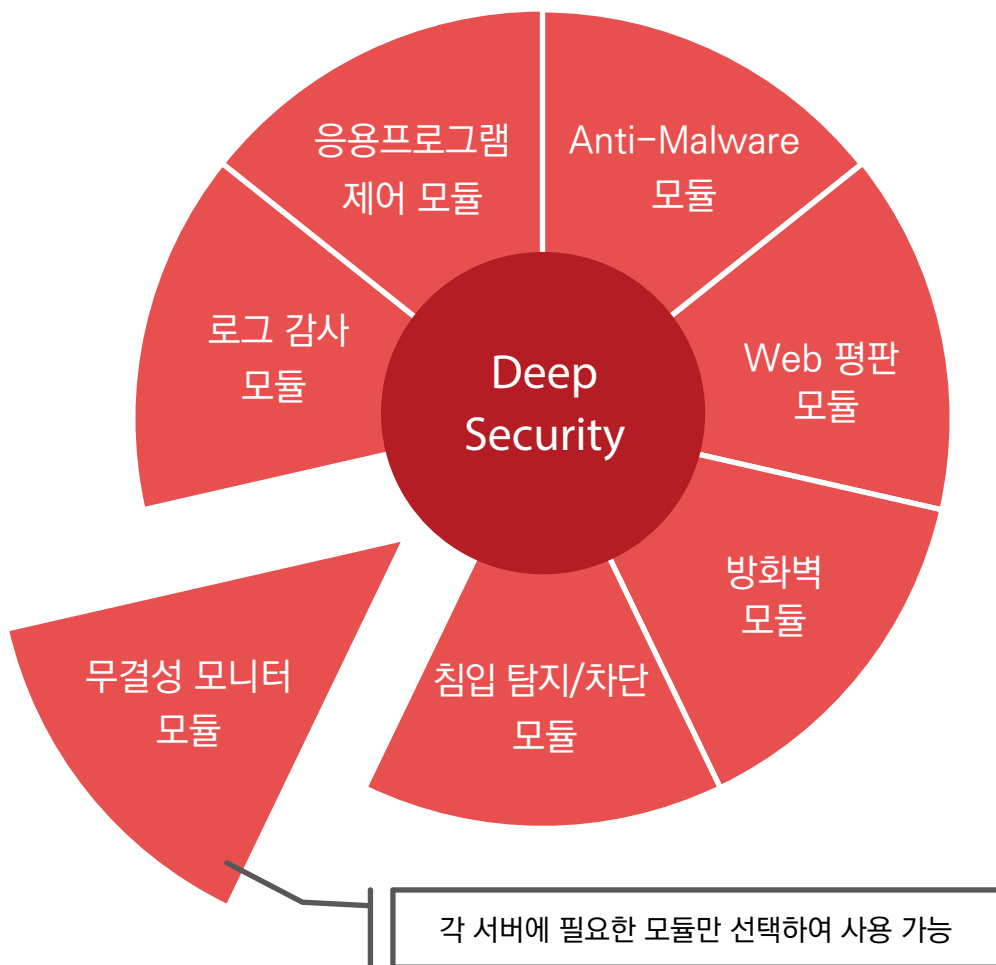 응용프로그램
제어 모듈
Anti-Malware
모듈
로그 감사
모듈
Deep
Security
Web 평판
모듈
방화벽
모듈
무결성 모니터
모듈
침입 탐지/차단
모듈
각 서버에 필요한 모듈만 선택하여 사용 가능